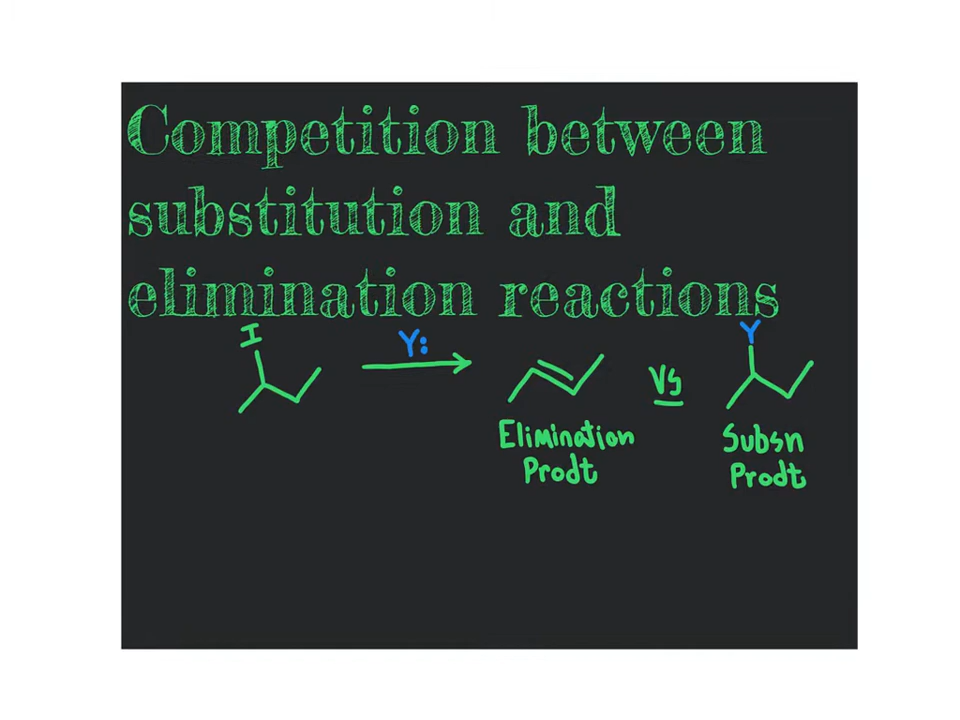 Competition between
substitution and
elimination reactions
I
Y:
Y
Vs
Elimination
Prodt
Subsn
Prodt